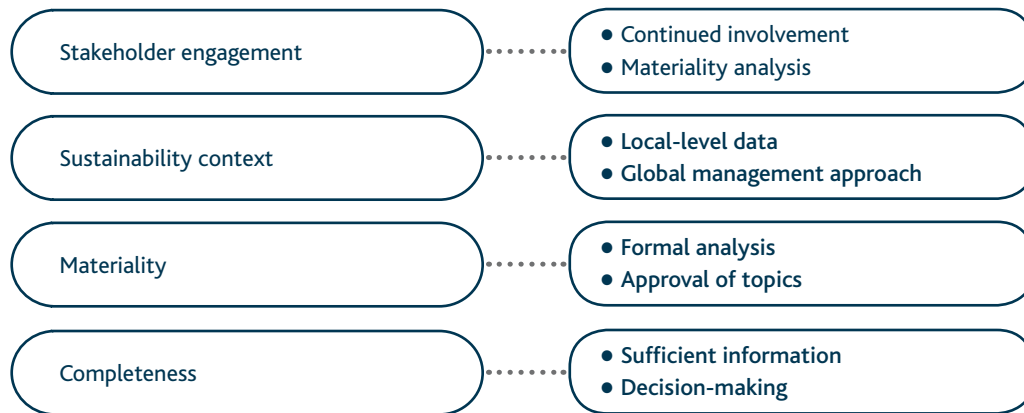 Stakeholder engagement
• Continued involvement
• Materiality analysis
Sustainability context
• Local-level data
• Global management approach
Materiality
• Formal analysis
• Approval of topics
Completeness
• Sufficient information
• Decision-making